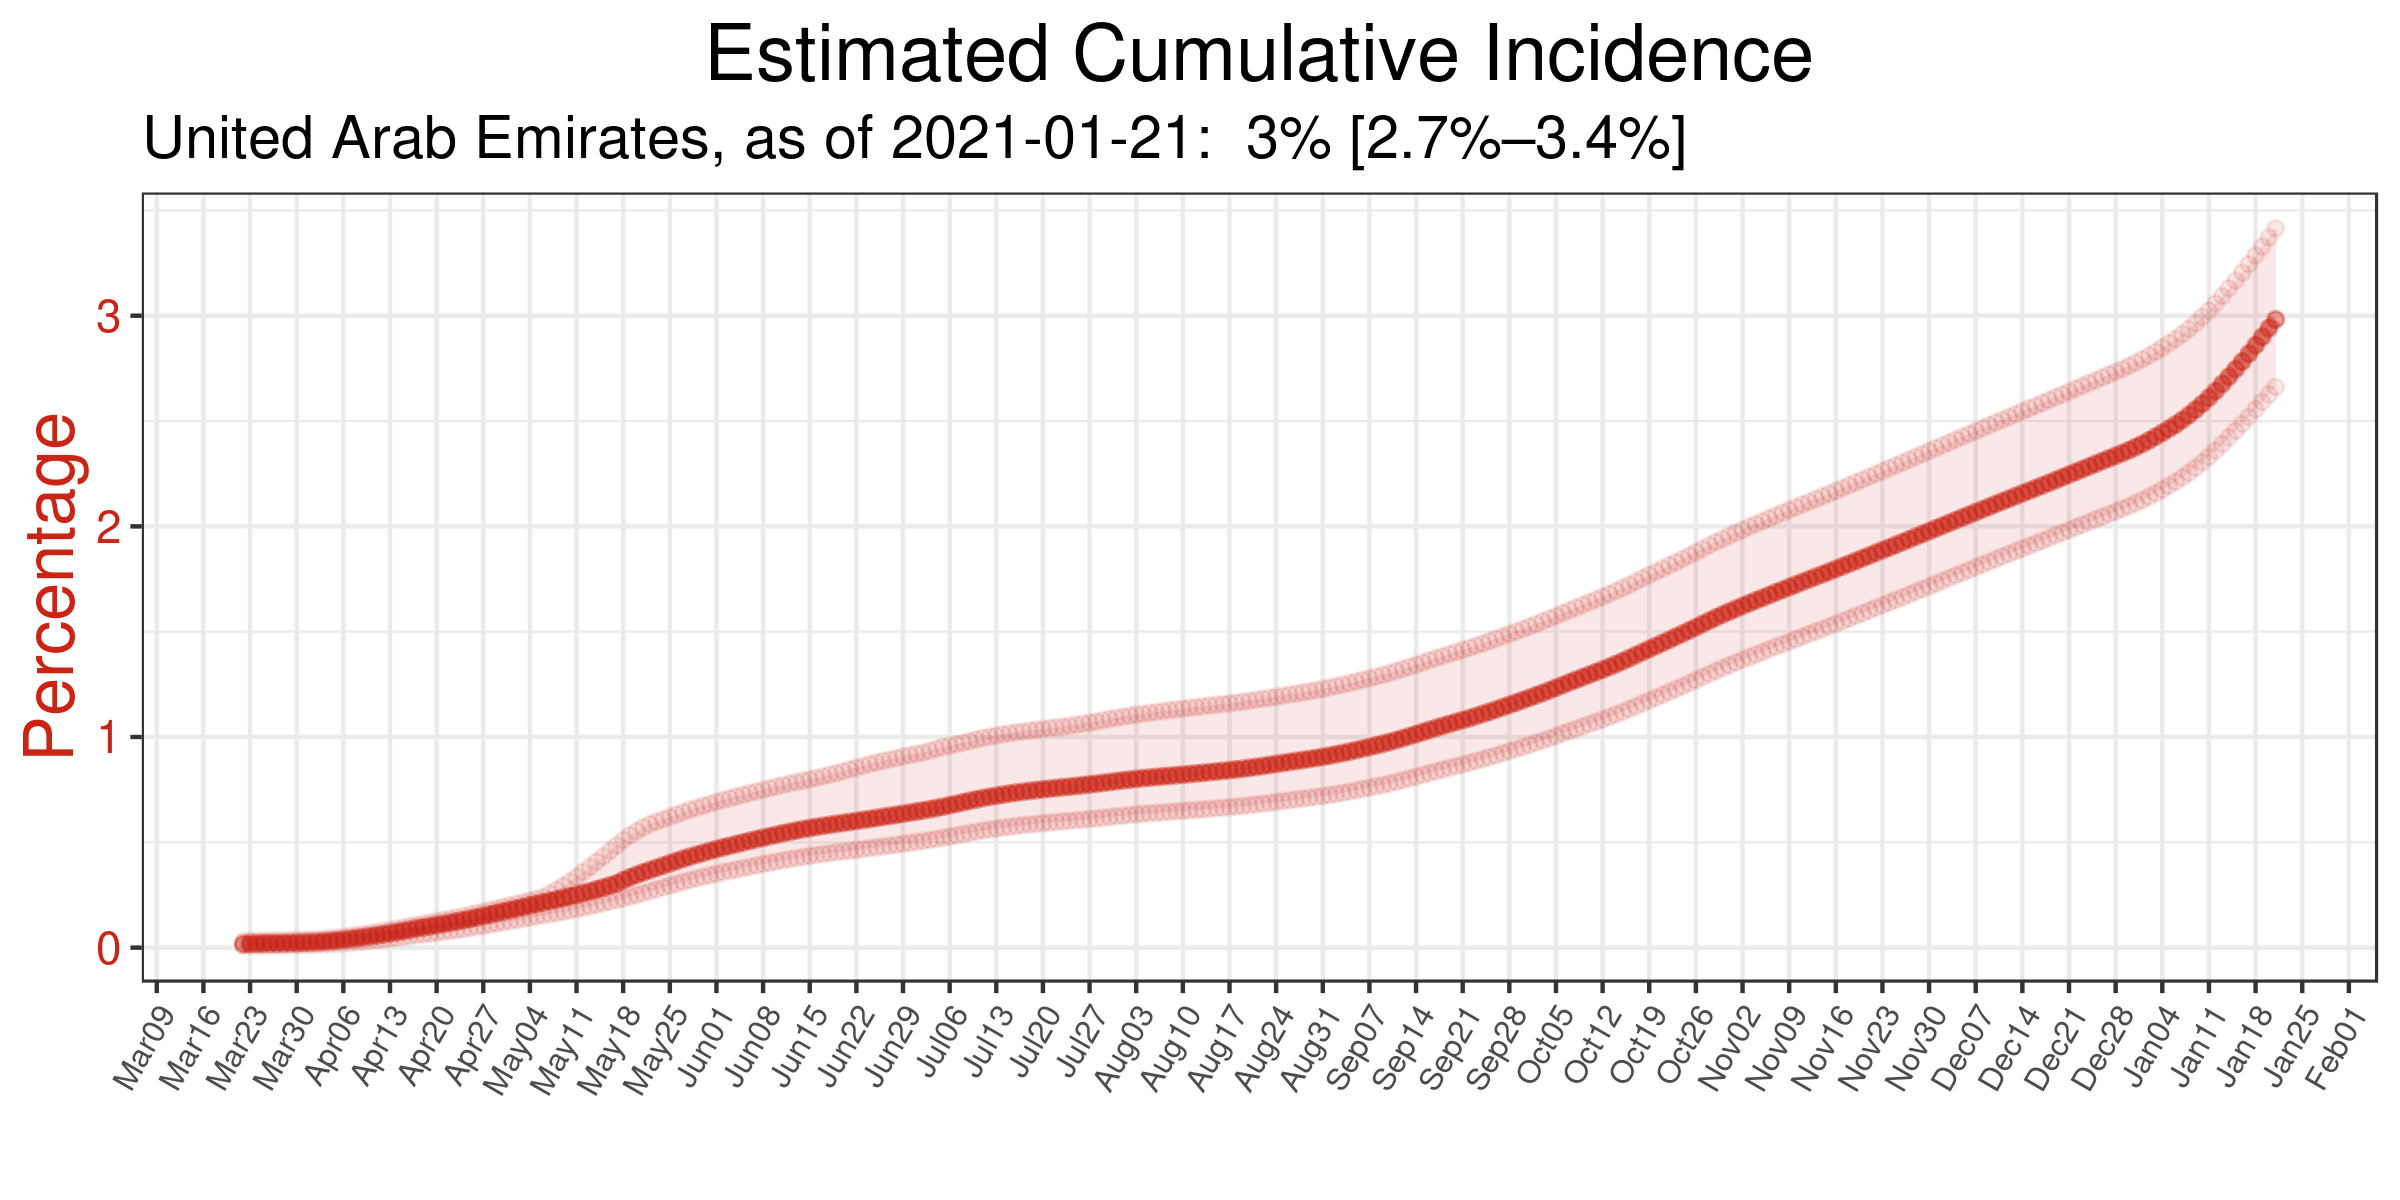 Estimated Cumulative Incidence
United Arab Emirates, as of 2021-01-21:  3% [2.7%–3.4%]
Percentage
3
2
1
0
Mar09 Mar16 Mar23 Mar30 Apr06 Apr13 Apr20 Apr27 May04 May11 May18 May25 Jun01 Jun08 Jun15 Jun22 Jun29 Jul06 Jul13 Jul20 Jul27 Aug03 Aug10 Aug17 Aug24 Aug31 Sep07 Sep14 Sep21 Sep28 Oct05 Oct12 Oct19 Oct26 Nov02 Nov09 Nov16 Nov23 Nov30 Dec07 Dec14 Dec21 Dec28 Jan04 Jan11 Jan18 Jan25 Feb01